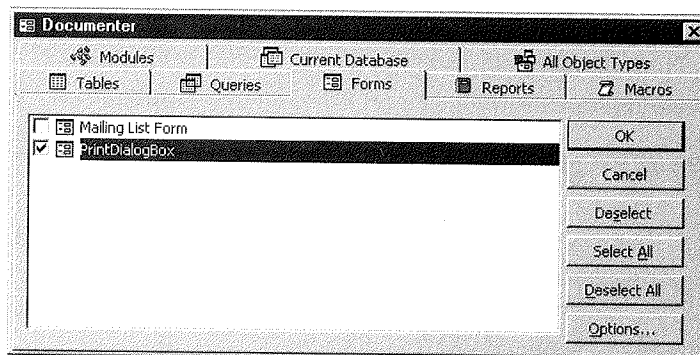 Documenter
Modules
Current Database
All Object Types
Tables
Queries
Forms
Reports
Macros
Mailing List Form
PrintDialogBox
OK
Cancel
Deselect
Select All
Deselect All
Options...